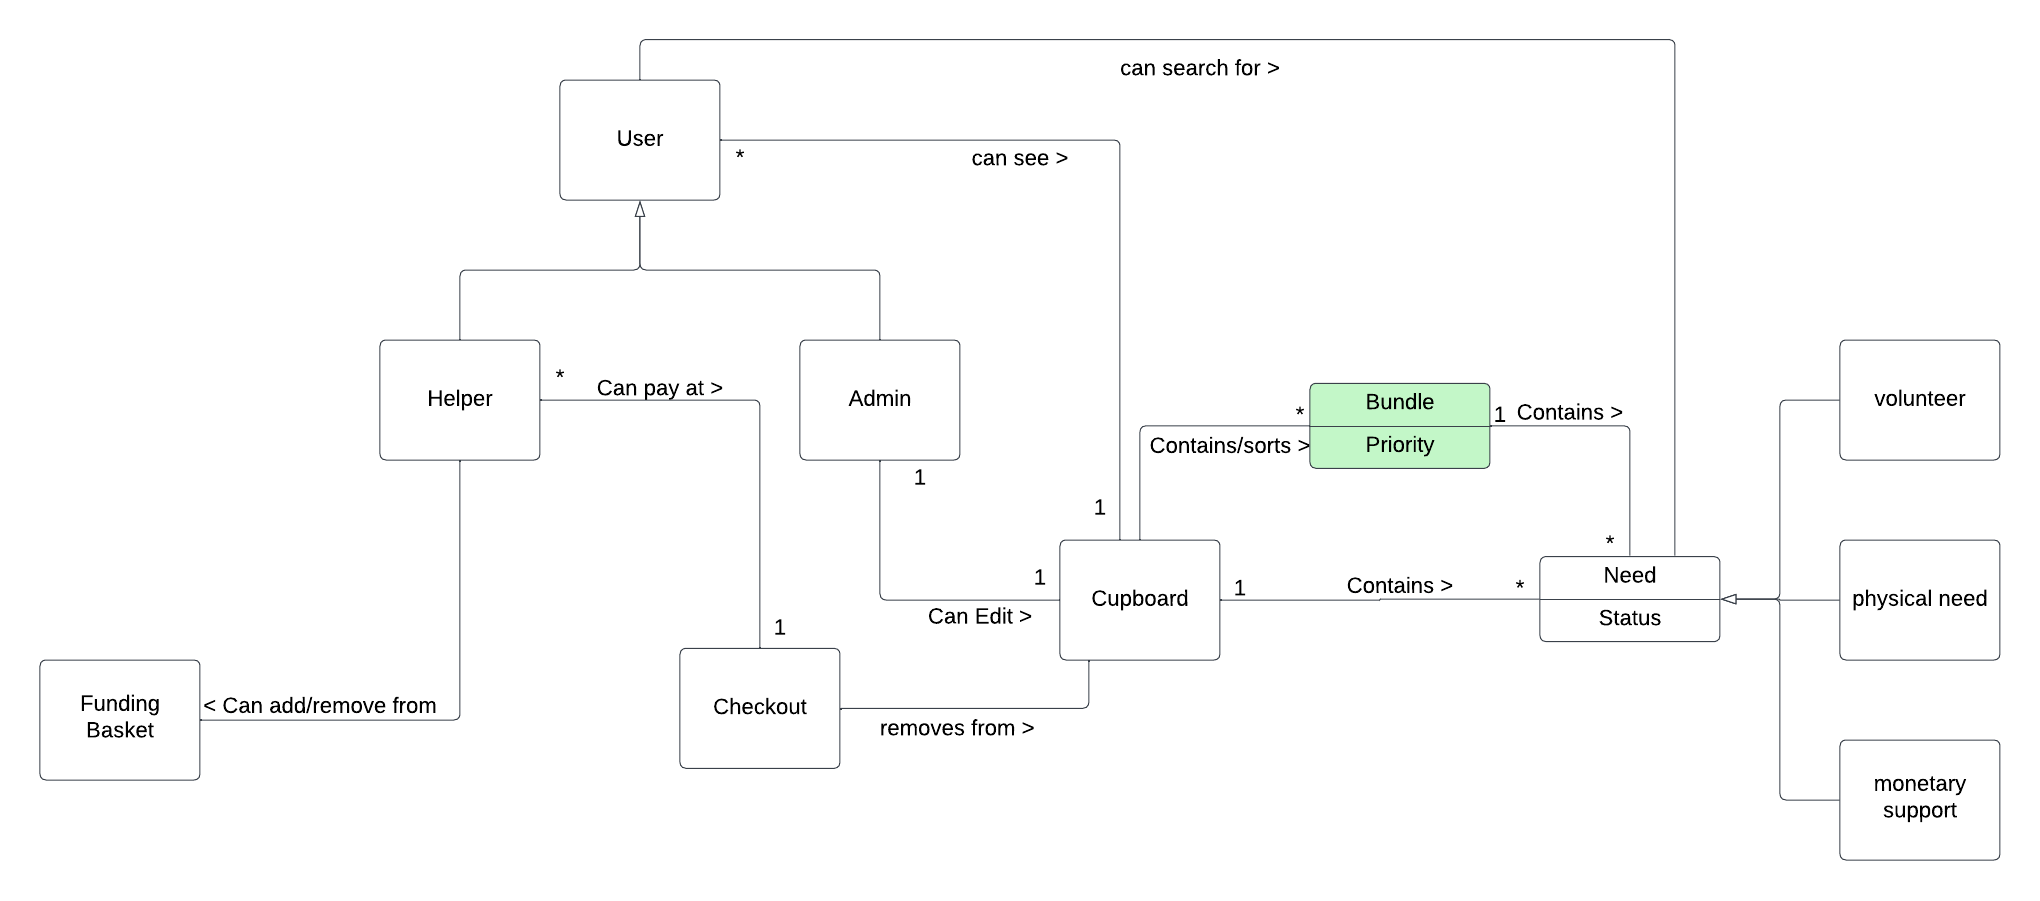 can search for >
User
*
can see >
Helper
Admin
volunteer
*
Can pay at >
*
Bundle
1
Contains >
Contains/sorts >
Priority
1
1
*
1
Cupboard
1
Contains >
*
Need
Status
physical need
Can Edit >
1
Funding
Basket
< Can add/remove from
Checkout
removes from >
monetary
support